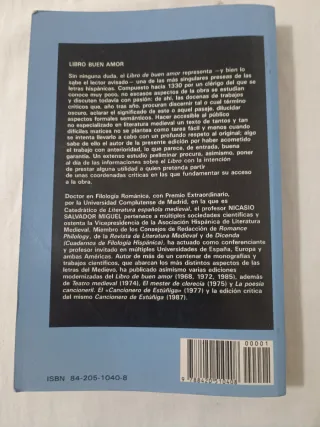 LIBRO BUEN AMOR
Sin ninguna duda, el Libro de buen amor representa —y bien lo
sabe el lector avisado— una de las más singulares preseas de las
letras hispánicas. Compuesto hacia 1330 por un clérigo del que se
conoce muy poco, no escasos aspectos de la obra se estudian
y discuten todavía con pasión: de ahí, las docenas de trabajos
críticos que, año tras año, procuran discernir tal o cual término
oscuro, aclarar el significado de este o aquel pasaje, dilucidar
algunos aspectos formales o semánticos. Hacer accesible al público
no especializado en literatura medieval un texto de tantos y tan
difíciles matices no se plantea como tarea fácil y menos cuando
se intenta llevarlo a cabo con un profundo respeto al original; algo
sabe de ello el autor de la presente edición por haber acometido
el trabajo con anterioridad, lo que parece, de entrada, buena
garantía. Un extenso estudio preliminar procura, asimismo, poner
al día de las informaciones sobre el Libro con la intención
de prestar alguna utilidad a quien pretenda partir
de unas coordenadas críticas en las que fundamentar su acceso
a la obra.
Doctor en Filología Románica, con Premio Extraordinario,
por la Universidad Complutense de Madrid, en la que es
Catedrático de Literatura española medieval, el profesor NICASIO
SALVADOR MIGUEL pertenece a múltiples sociedades científicas y
ostenta la Vicepresidencia de la Asociación Hispánica de Literatura
Medieval. Miembro de los Consejos de Redacción de Romance
Philology, de la Revista de Literatura Medieval y de Dicenda
(Cuadernos de Filología Hispánica), ha actuado como conferenciante y
profesor invitado en múltiples Universidades de España, Europa y
ambas Américas. Autor de más de un centenar de monografías y
trabajos científicos, que abarcan los más distintos aspectos de las
letras del Medievo, ha publicado asimismo varias ediciones
modernizadas del Libro de buen amor (1968, 1972, 1985), además
de Teatro medieval (1974), El mester de clerecía (1975) y La poesía
cancioneril. El «Cancionero de Estúñiga» (1977) y la edición crítica
del mismo Cancionero de Estúñiga (1987).
00001
ISBN 84-205-1040-8
9 788420 510408